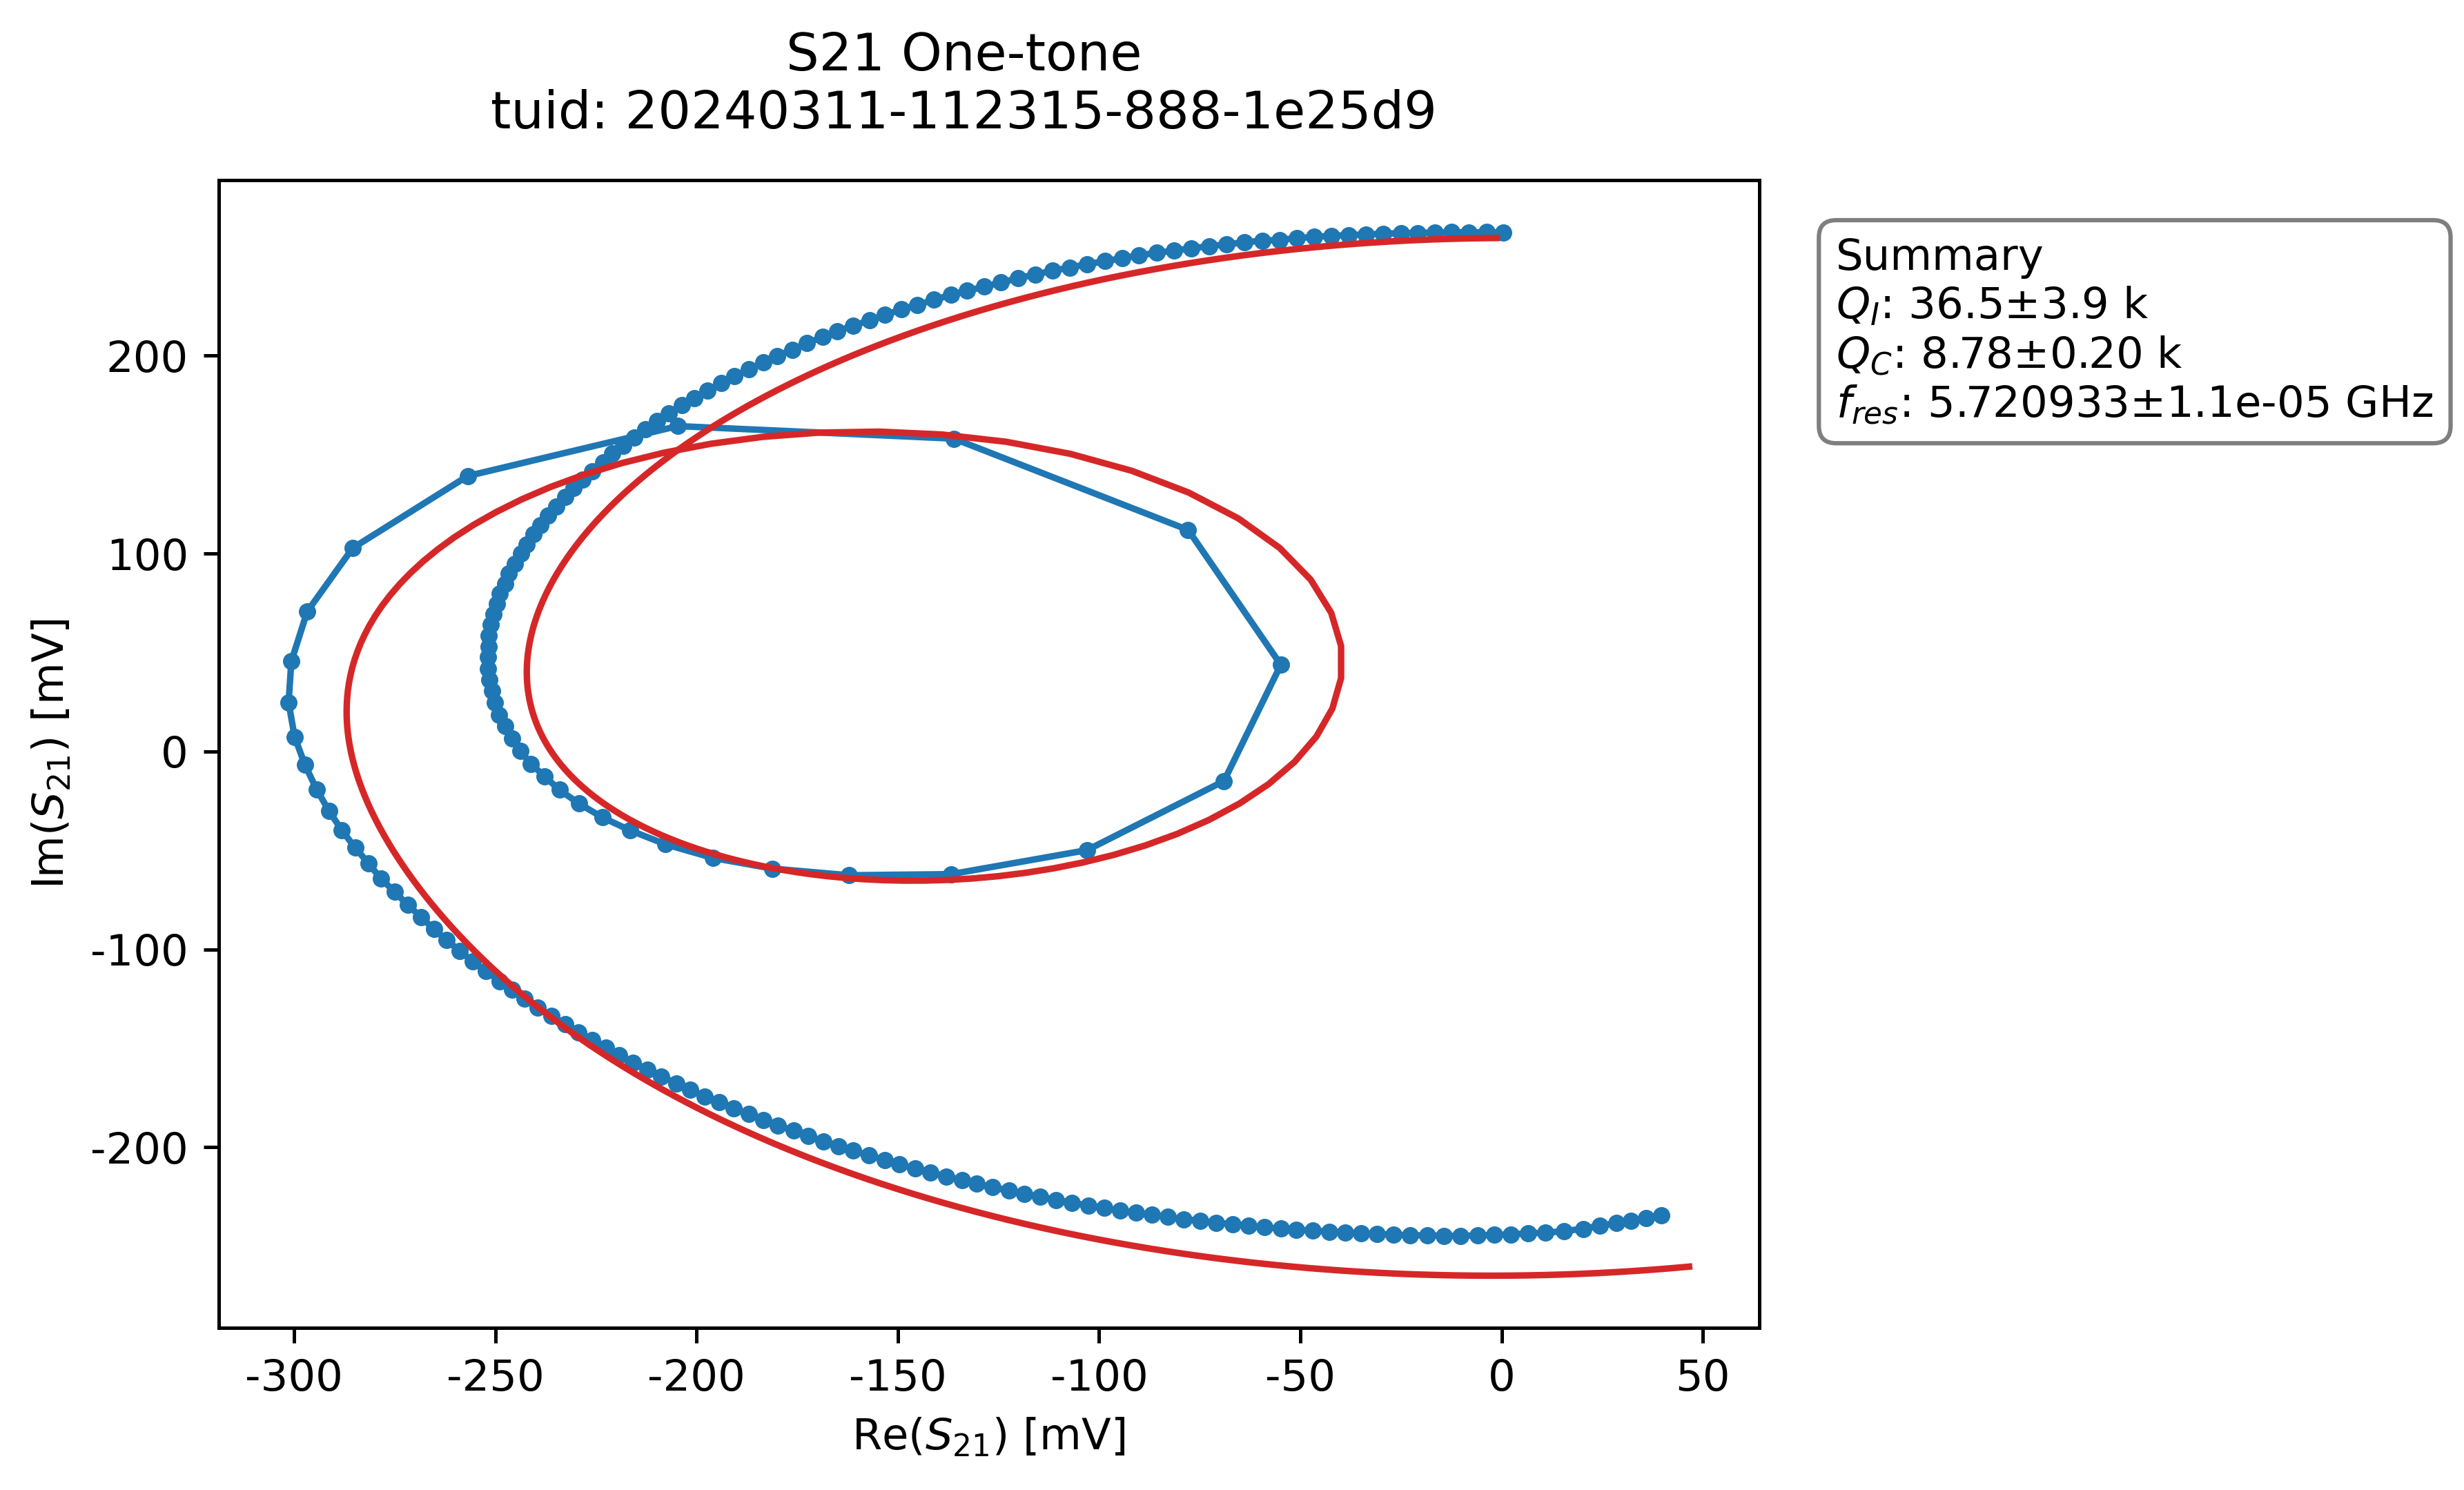 S21 One-tone
tuid: 20240311-112315-888-1e25d9
Summary
Q_I: 36.5±3.9 k
Q_C: 8.78±0.20 k
f_res: 5.720933±1.1e-05 GHz
Im(S_21) [mV]
200
100
0
-100
-200
-300 -250 -200 -150 -100 -50 0 50
Re(S_21) [mV]